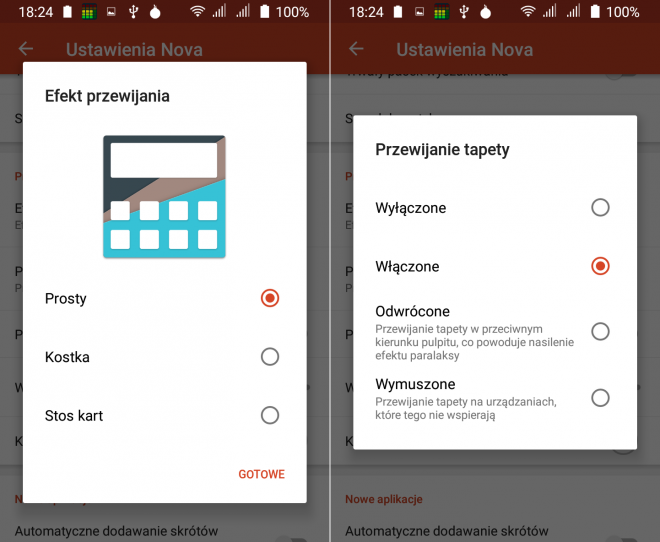 18:24
100%
Ustawienia Nova
Efekt przewijania
Prosty
Kostka
Stos kart
GOTOWE
Automatyczne dodawanie skrótów
18:24
100%
Ustawienia Nova
Przewijanie tapety
Wyłączone
Włączone
Odwrócone
Przewijanie tapety w przeciwnym
kierunku pulpitu, co powoduje nasilenie
efektu paralaksy
Wymuszone
Przewijanie tapety na urządzaniach,
które tego nie wspierają
Nowe aplikacje
Automatyczne dodawanie skrótów